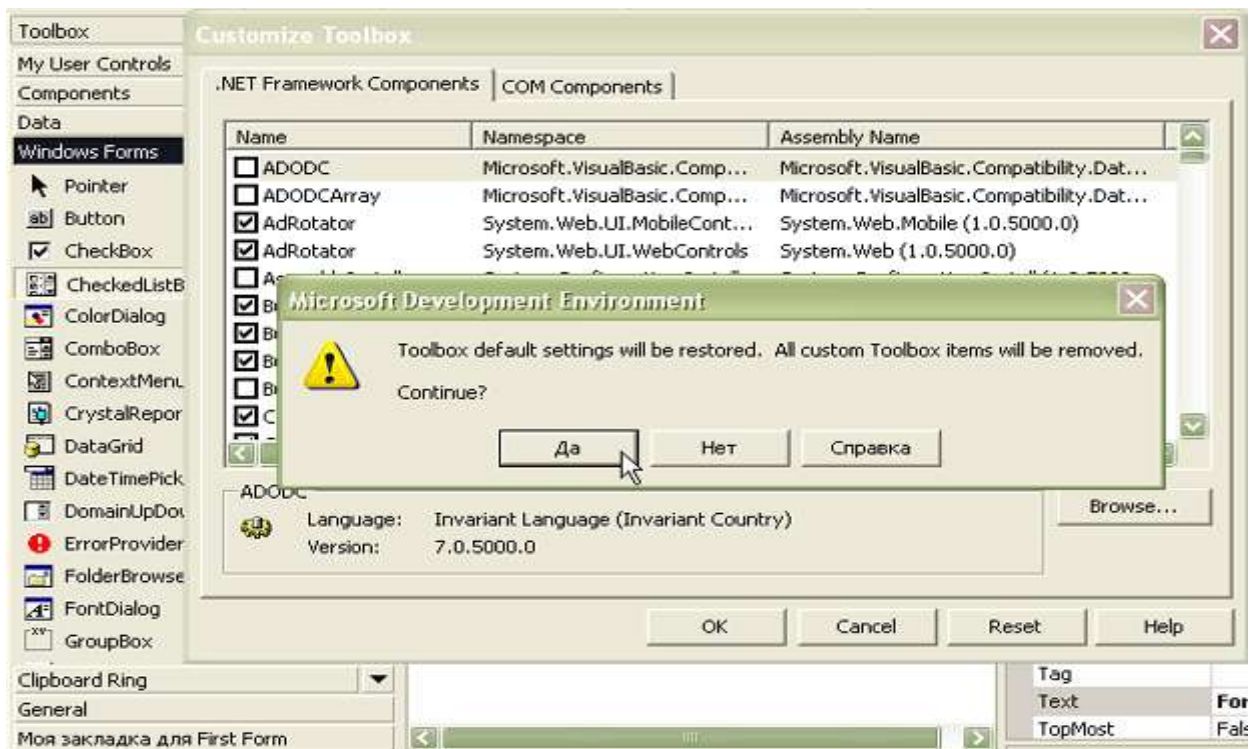 Toolbox
My User Controls
Components
Data
Windows Forms
Pointer
Button
CheckBox
CheckedListB
ColorDialog
ComboBox
ContextMenu
CrystalRepor
DataGrid
DateTimePick
DomainUpDou
ErrorProvider
FolderBrowse
FontDialog
GroupBox
Clipboard Ring
General
Моя закладка для First Form
Customize Toolbox
.NET Framework Components COM Components
Name Namespace Assembly Name
ADODC Microsoft.VisualBasic.Comp... Microsoft.VisualBasic.Compatibility.Dat...
ADODCArray Microsoft.VisualBasic.Comp... Microsoft.VisualBasic.Compatibility.Dat...
AdRotator System.Web.UI.MobileCont... System.Web.Mobile (1.0.5000.0)
AdRotator System.Web.UI.WebControls System.Web (1.0.5000.0)
Microsoft Development Environment
Toolbox default settings will be restored. All custom Toolbox items will be removed.
Continue?
Да Нет Справка
ADODC
Language: Invariant Language (Invariant Country)
Version: 7.0.5000.0
Browse...
OK Cancel Reset Help
Tag
Text For
TopMost Fals